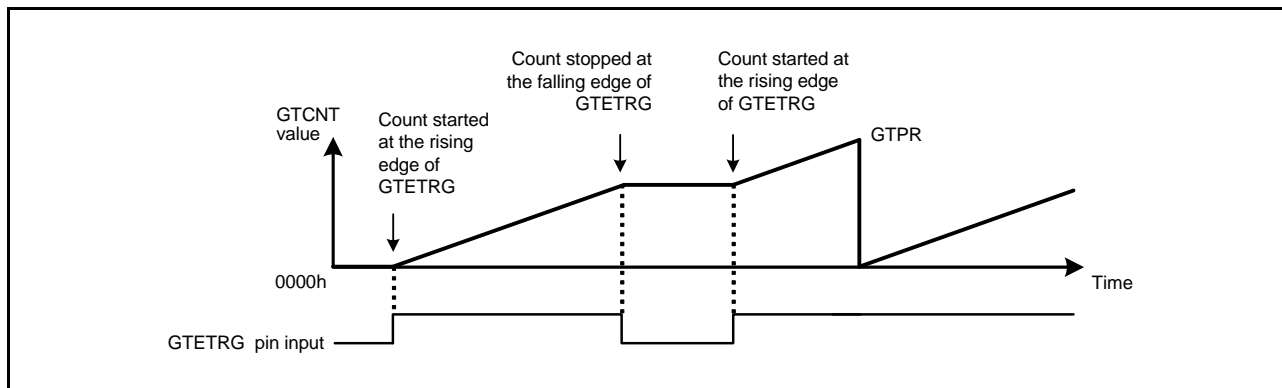 Count stopped at
the falling edge of
GTETRG
Count started at
the rising edge
of GTETRG
GTCNT
value
Count started
at the rising
edge of
GTETRG
GTPR
0000h
Time
GTETRG pin input